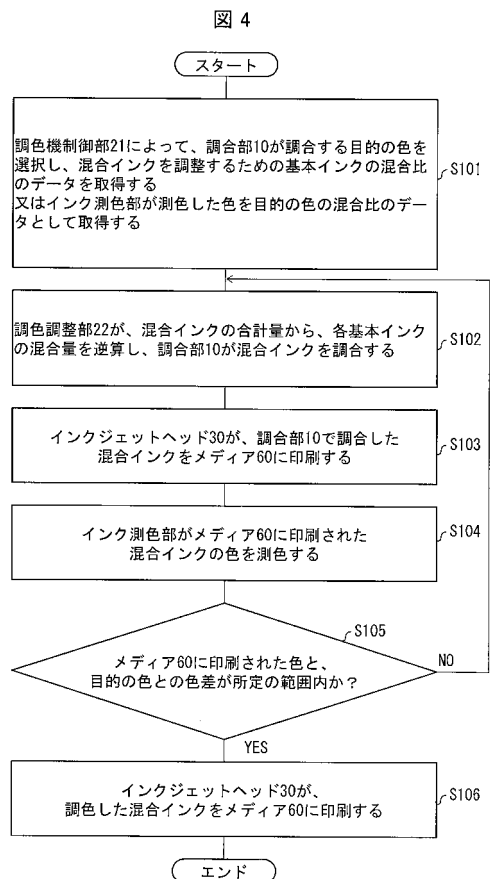 図 4
スタート
調色機制御部21によって、調合部10が調合する目的の色を
選択し、混合インクを調整するための基本インクの混合比
のデータを取得する
又はインク測色部が測色した色を目的の色の混合比のデー
タとして取得する
S101
調色調整部22が、混合インクの合計量から、各基本インク
の混合量を逆算し、調合部10が混合インクを調合する
S102
インクジェットヘッド30が、調合部10で調合した
混合インクをメディア60に印刷する
S103
インク測色部がメディア60に印刷された
混合インクの色を測色する
S104
S105
メディア60に印刷された色と、
目的の色との色差が所定の範囲内か？
NO
YES
インクジェットヘッド30が、
調色した混合インクをメディア60に印刷する
S106
エンド